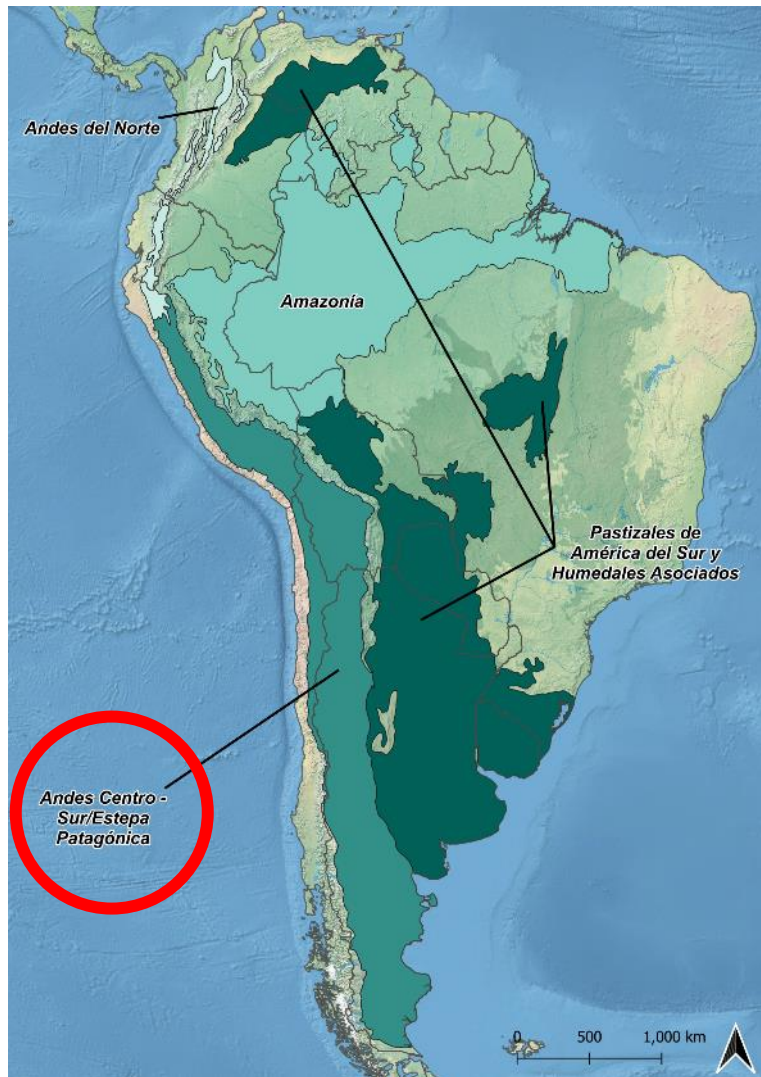 Andes del Norte
Amazonía
Pastizales de
América del Sur y
Humedales Asociados
Andes Centro -
Sur/Estepa
Patagónica
0 500 1,000 km